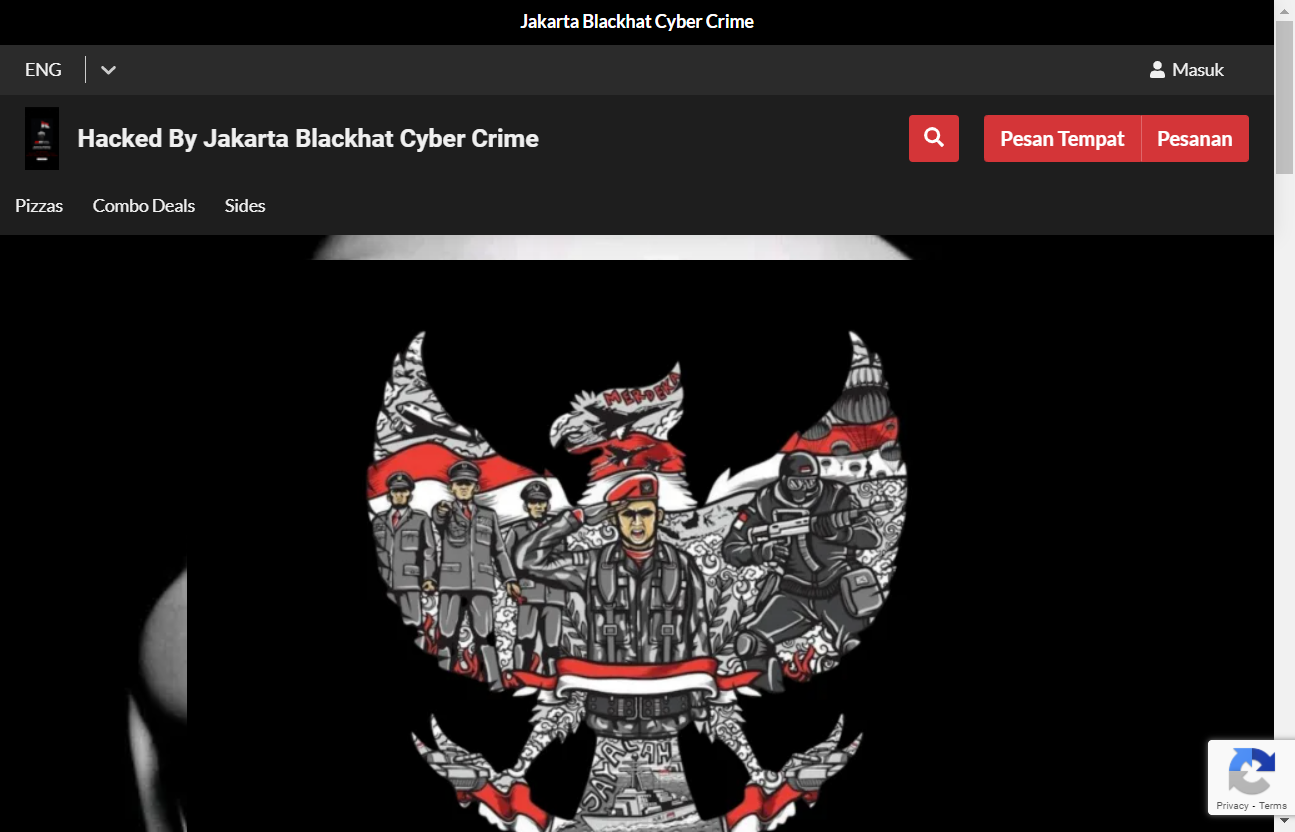 Jakarta Blackhat Cyber Crime
ENG
Masuk
Hacked By Jakarta Blackhat Cyber Crime
Pesan Tempat
Pesanan
Pizzas
Combo Deals
Sides
MERDEKA
Privacy - Terms